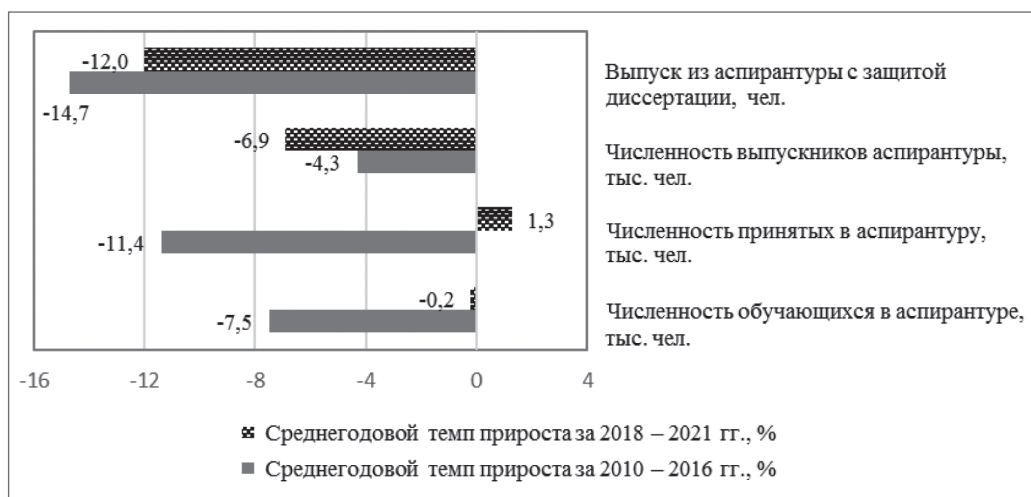 -12,0
-14,7
Выпуск из аспирантуры с защитой
диссертации, чел.
-6,9
-4,3
Численность выпускников аспирантуры,
тыс. чел.
1,3
-11,4
Численность принятых в аспирантуру,
тыс. чел.
-0,2
-7,5
Численность обучающихся в аспирантуре,
тыс. чел.
-16 -12 -8 -4 0 4
Среднегодовой темп прироста за 2018 – 2021 гг., %
Среднегодовой темп прироста за 2010 – 2016 гг., %